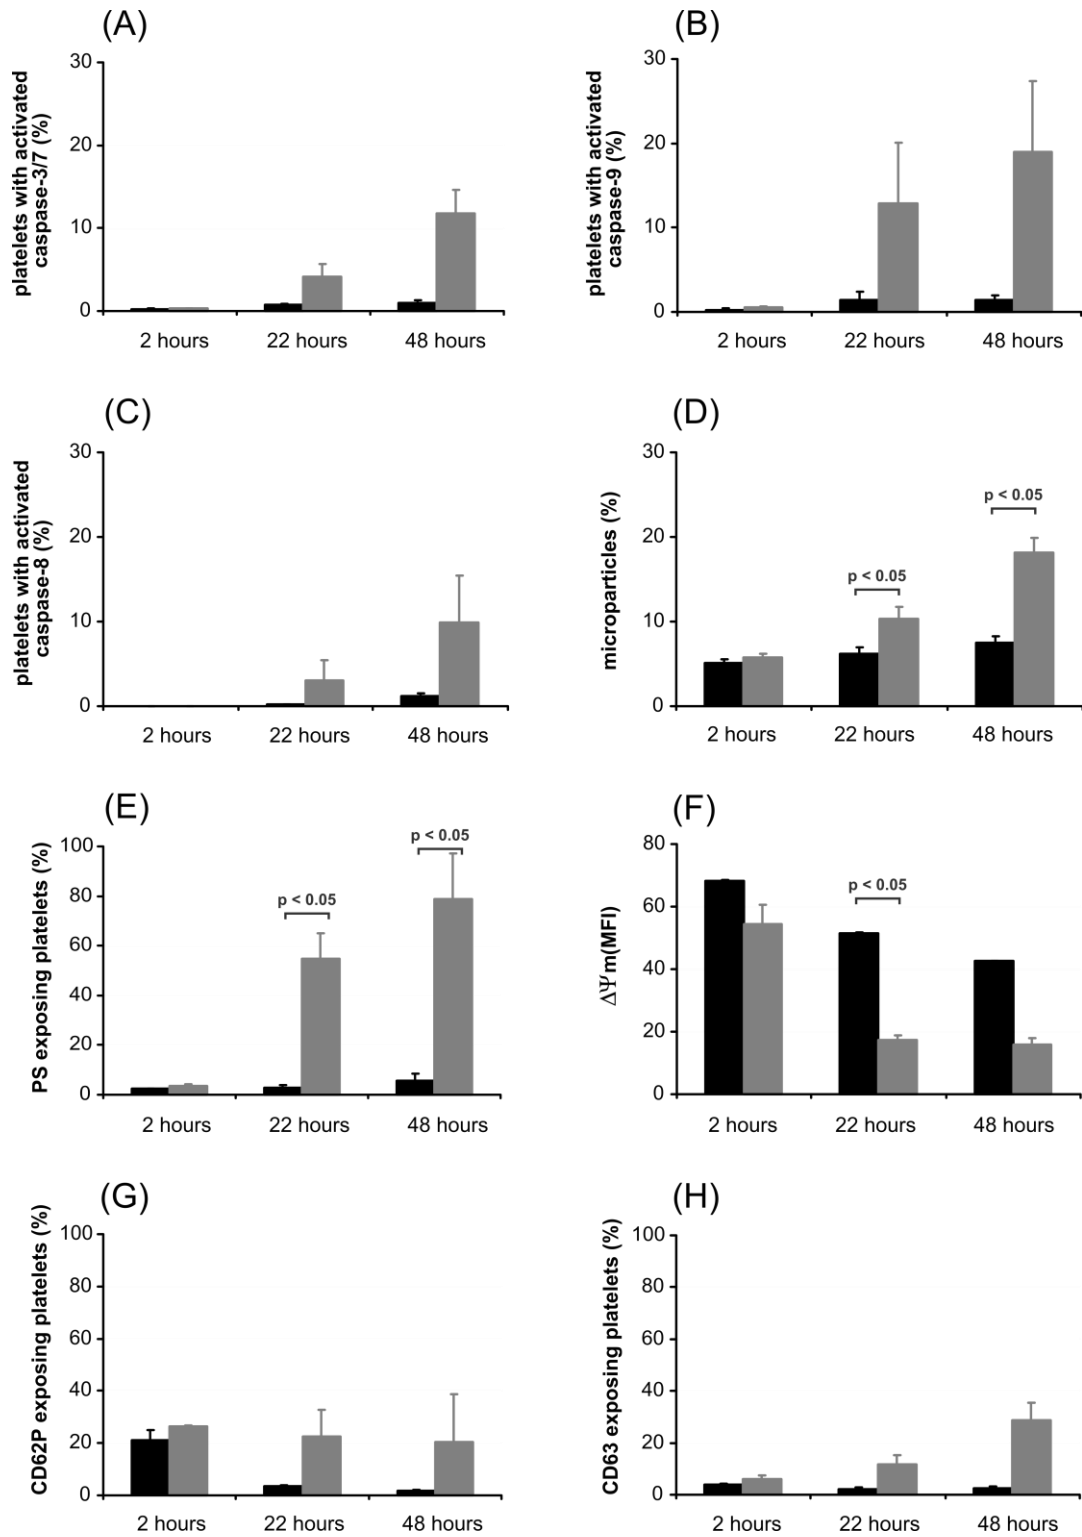 (A)
platelets with activated
caspase-3/7 (%)
30
20
10
0
2 hours
22 hours
48 hours
(B)
platelets with activated
caspase-9 (%)
30
20
10
0
2 hours
22 hours
48 hours
(C)
platelets with activated
caspase-8 (%)
30
20
10
0
2 hours
22 hours
48 hours
(D)
microparticles (%)
30
20
10
0
p < 0.05
p < 0.05
2 hours
22 hours
48 hours
(E)
PS exposing platelets (%)
100
80
60
40
20
0
p < 0.05
p < 0.05
2 hours
22 hours
48 hours
(F)
ΔΨm(MFI)
80
60
40
20
0
p < 0.05
2 hours
22 hours
48 hours
(G)
CD62P exposing platelets (%)
100
80
60
40
20
0
2 hours
22 hours
48 hours
(H)
CD63 exposing platelets (%)
100
80
60
40
20
0
2 hours
22 hours
48 hours